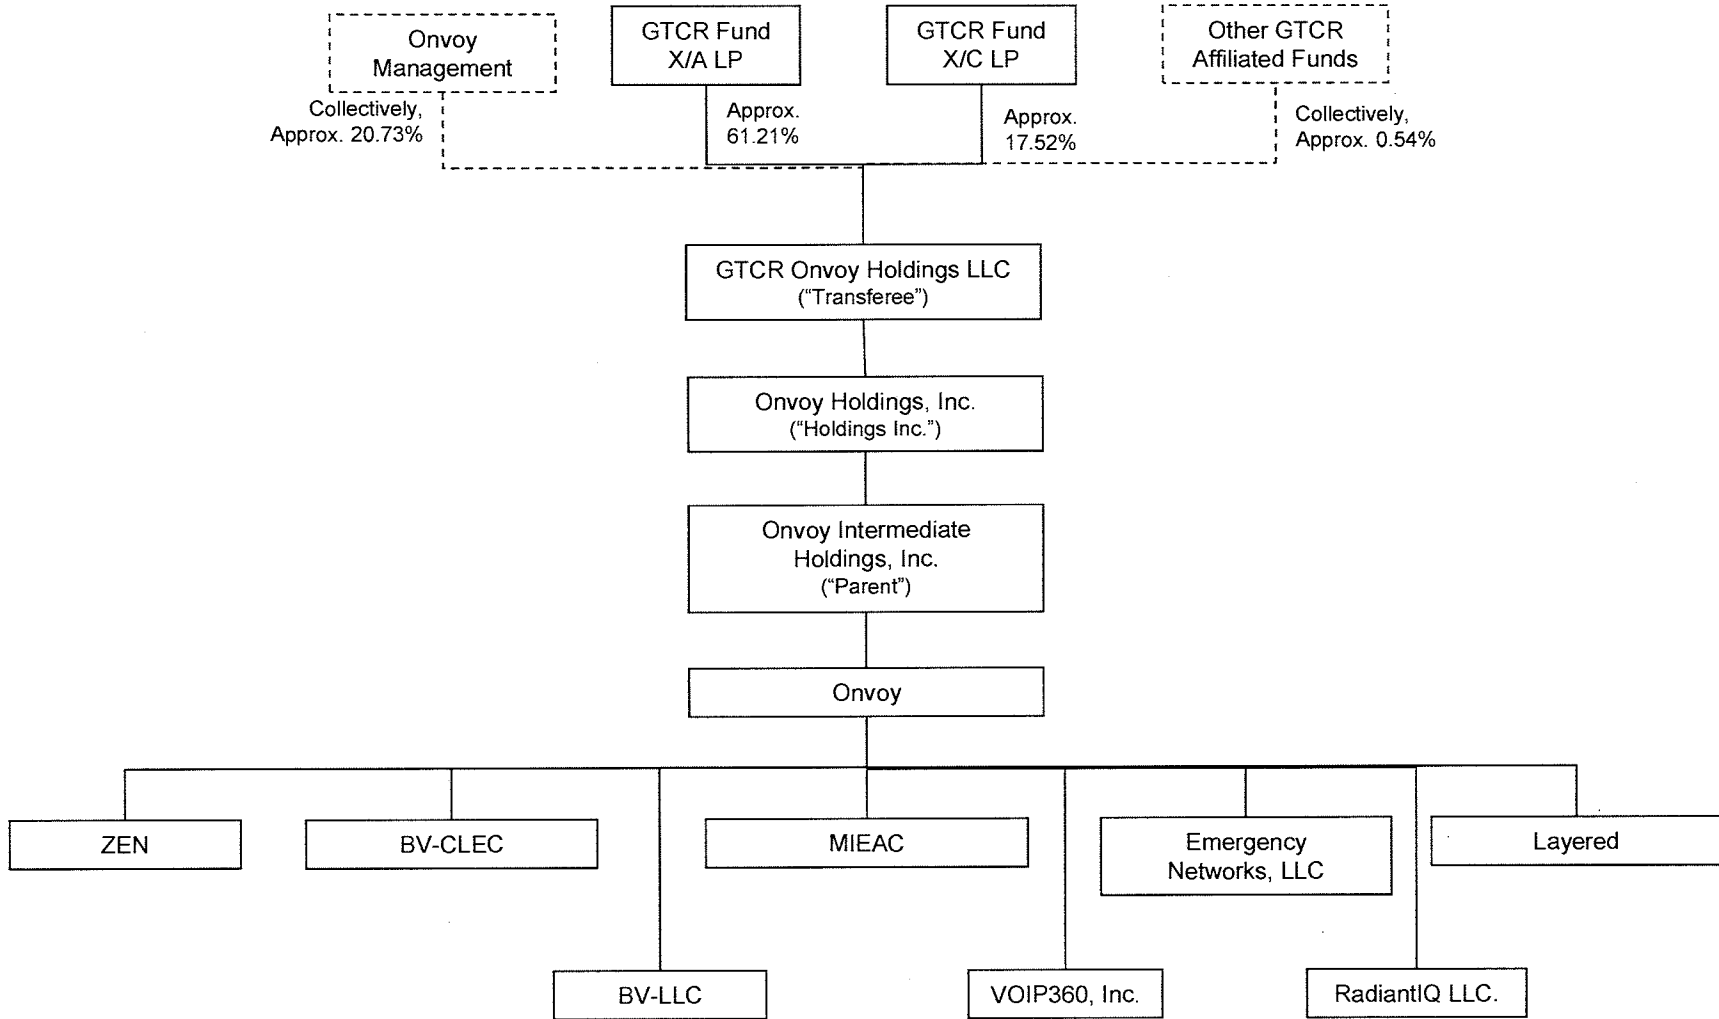 Onvoy
Management
GTCR Fund
X/A LP
GTCR Fund
X/C LP
Other GTCR
Affiliated Funds
Collectively,
Approx. 20.73%
Approx.
61.21%
Approx.
17.52%
Collectively,
Approx. 0.54%
GTCR Onvoy Holdings LLC
(“Transferee”)
Onvoy Holdings, Inc.
(“Holdings Inc.”)
Onvoy Intermediate
Holdings, Inc.
(“Parent”)
Onvoy
ZEN
BV-CLEC
MIEAC
Emergency
Networks, LLC
Layered
BV-LLC
VOIP360, Inc.
RadiantIQ LLC.